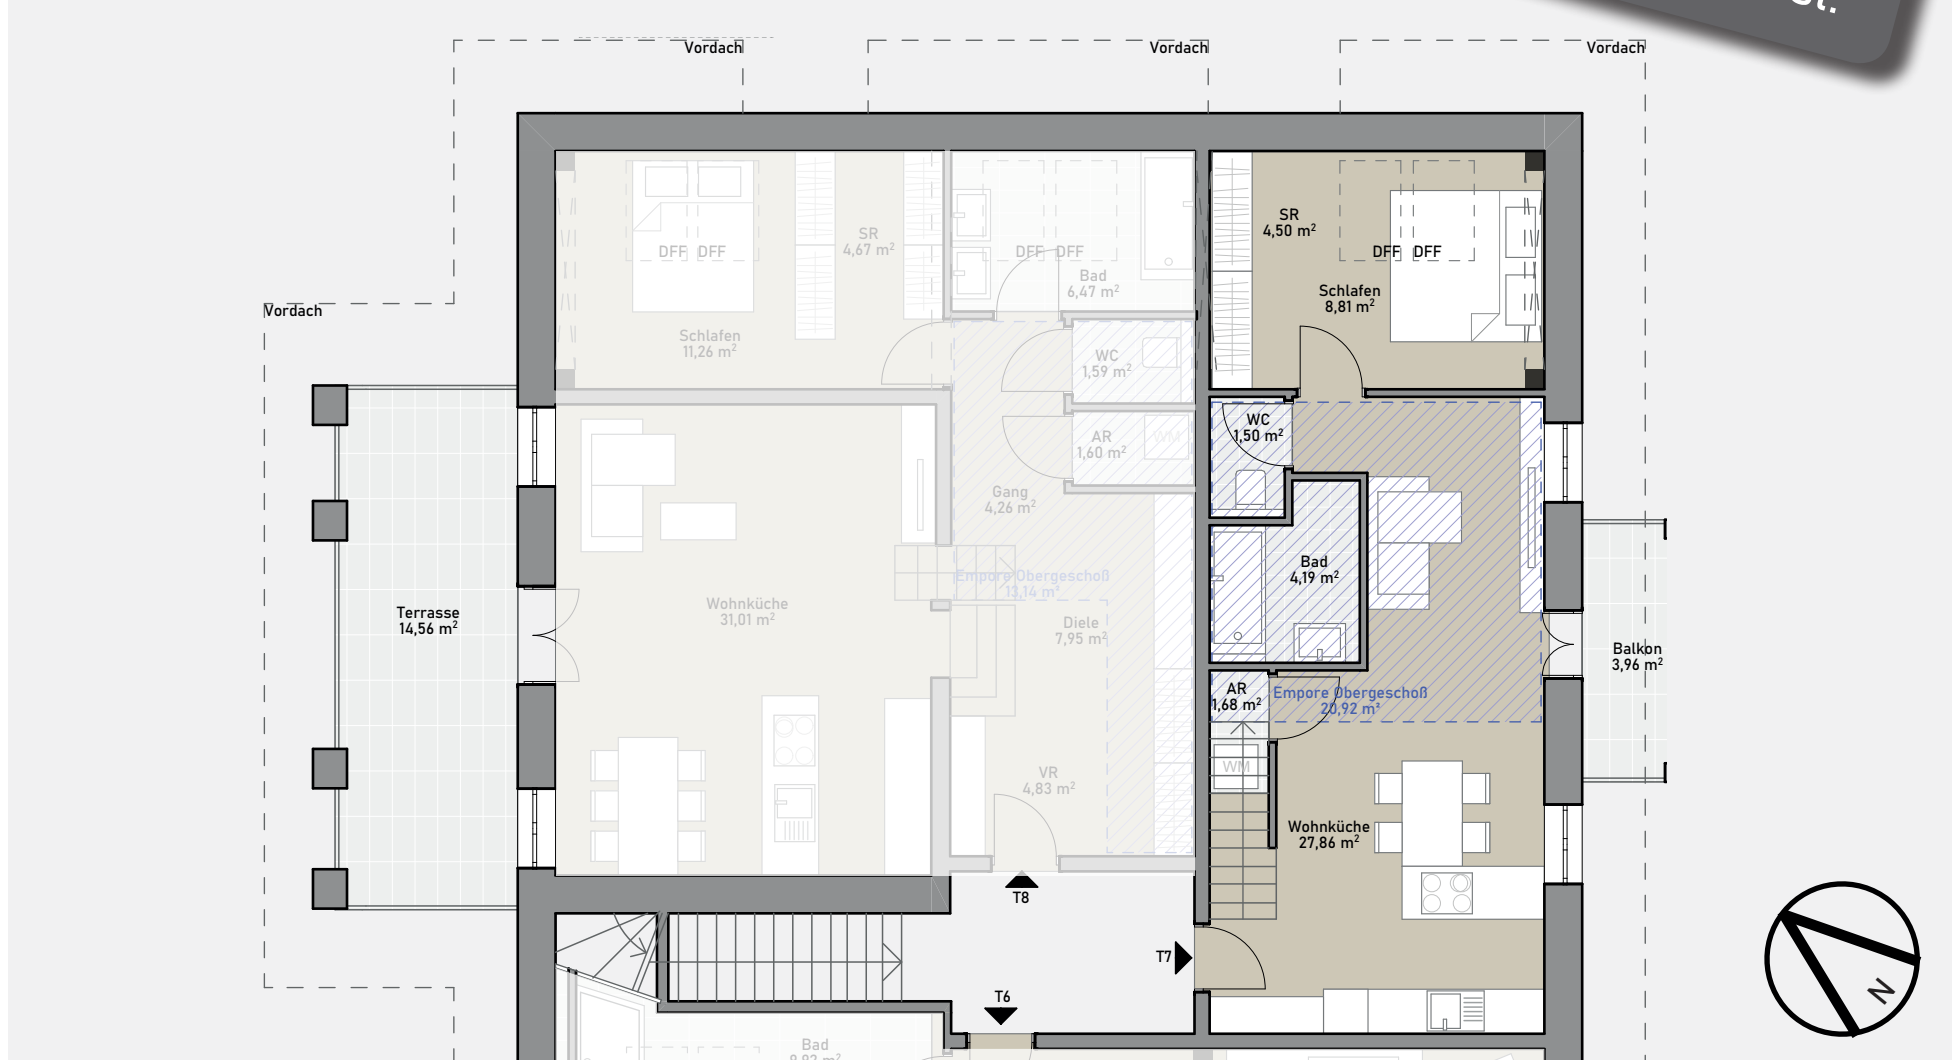 St.
Vordach
Vordach
Vordach
Vordach
DFF DFF
SR
4,67 m²
Schlafen
11,26 m²
DFF DFF
Bad
6,47 m²
WC
1,59 m²
AR
1,60 m²
WM
Gang
4,26 m²
Empore Obergeschoß
13,14 m²
Diele
7,95 m²
Wohnküche
31,01 m²
VR
4,83 m²
Terrasse
14,56 m²
SR
4,50 m²
DFF DFF
Schlafen
8,81 m²
WC
1,50 m²
Bad
4,19 m²
AR
1,68 m²
Empore Obergeschoß
20,92 m²
WM
Wohnküche
27,86 m²
Balkon
3,96 m²
T8
T7
T6
Bad
N